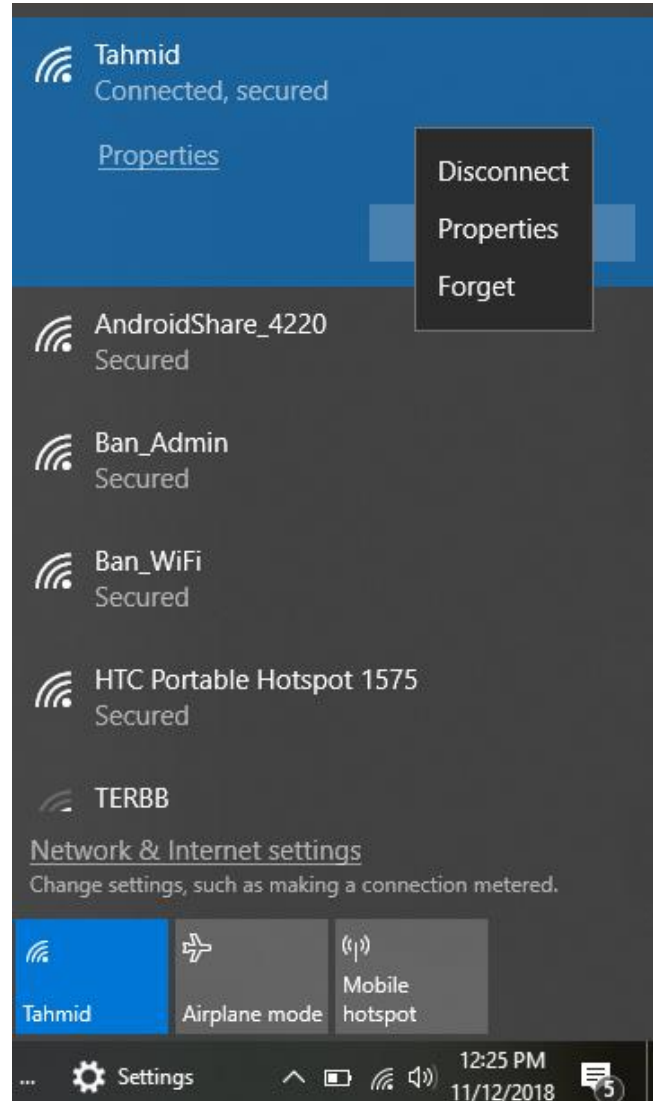 Tahmid
Connected, secured
Properties
Disconnect
Properties
Forget
AndroidShare_4220
Secured
Ban_Admin
Secured
Ban_WiFi
Secured
HTC Portable Hotspot 1575
Secured
TERBB
Network & Internet settings
Change settings, such as making a connection metered.
Tahmid
Airplane mode
Mobile
hotspot
... Settings
12:25 PM
11/12/2018
5